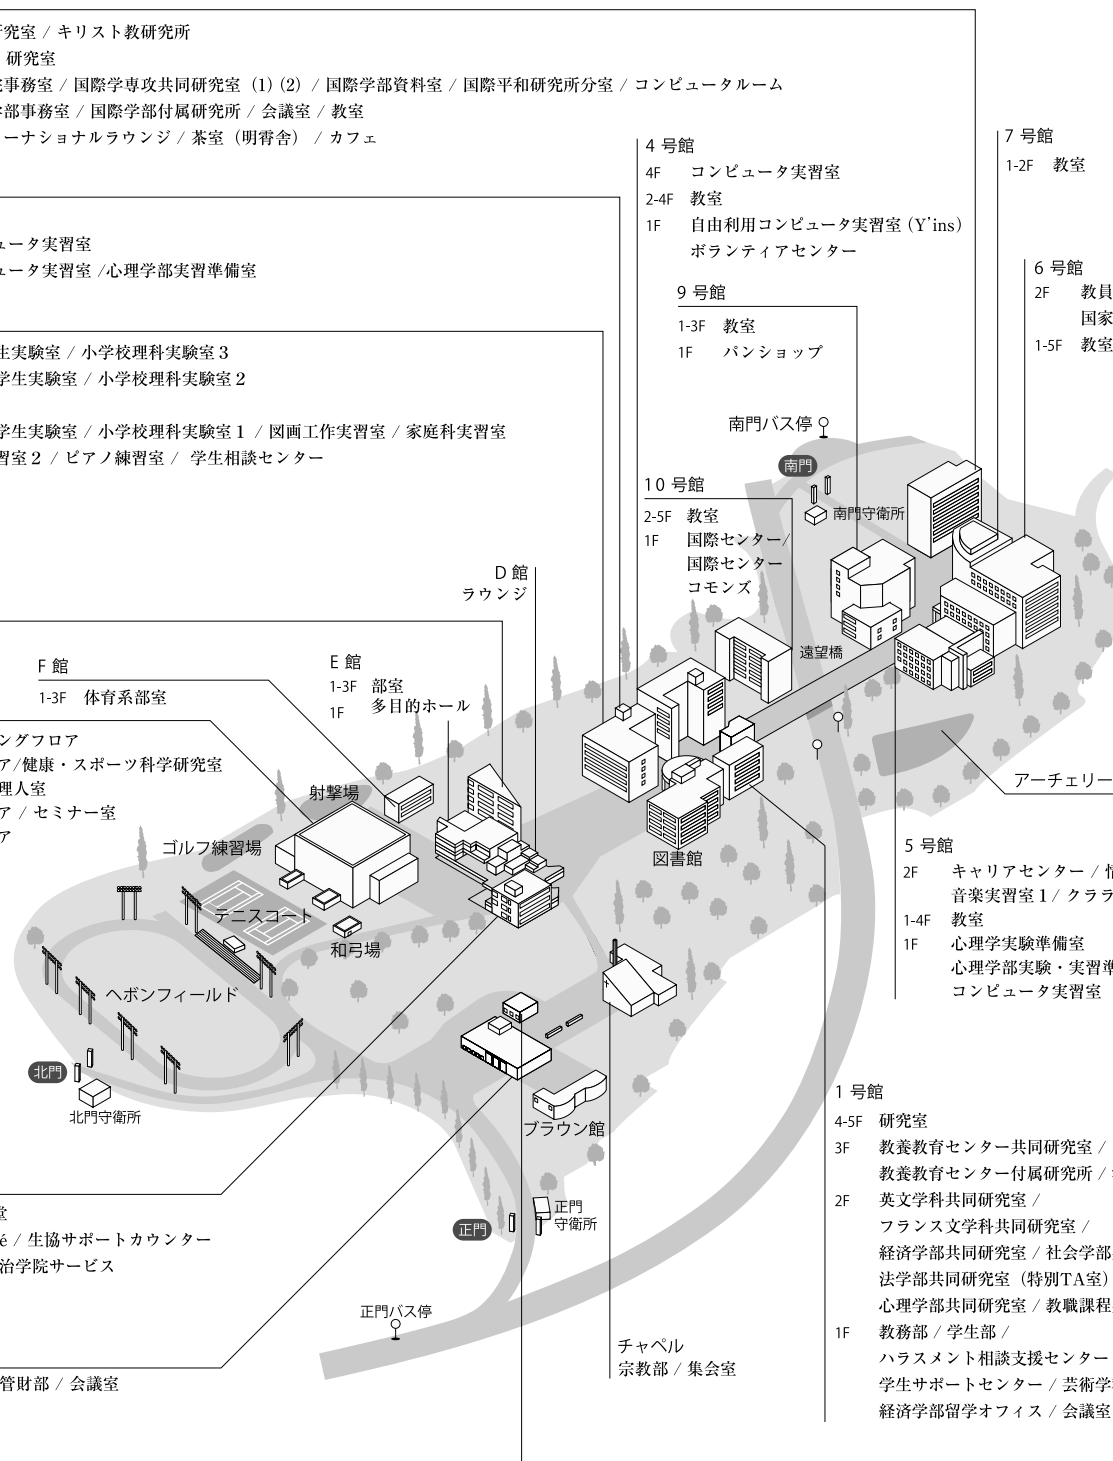 究室 / キリスト教研究所
研究室
事務室 / 国際学専攻共同研究室（1）（2）/ 国際学部資料室 / 国際平和研究所分室 / コンピュータルーム
部事務室 / 国際学部付属研究所 / 会議室 / 教室
ーナショナルラウンジ / 茶室（明霄舎） / カフェ
ュータ実習室
ュータ実習室 /心理学部実習準備室
生実験室 / 小学校理科実験室３
学生実験室 / 小学校理科実験室２
学生実験室 / 小学校理科実験室１ / 図画工作実習室 / 家庭科実習室
習室２ / ピアノ練習室 / 学生相談センター
4 号館
4F コンピュータ実習室
2-4F 教室
1F 自由利用コンピュータ実習室（Y’ins）
ボランティアセンター
7 号館
1-2F 教室
6 号館
2F 教員
国家
1-5F 教室
9 号館
1-3F 教室
1F パンショップ
南門バス停
南門
南門守衛所
10 号館
2-5F 教室
1F 国際センター/
国際センター
コモンズ
D 館
ラウンジ
遠望橋
F 館
1-3F 体育系部室
E 館
1-3F 部室
1F 多目的ホール
ングフロア
ア/健康・スポーツ科学研究室
理人室
ア / セミナー室
ア
射撃場
ゴルフ練習場
テニスコート
和弓場
ヘボンフィールド
図書館
アーチェリー
5 号館
2F キャリアセンター / 情
音楽実習室１/ クララ
1-4F 教室
1F 心理学実験準備室
心理学部実験・実習準
コンピュータ実習室
北門
北門守衛所
ブラウン館
正門
正門
守衛所
1 号館
4-5F 研究室
3F 教養教育センター共同研究室 /
教養教育センター付属研究所 /
2F 英文学科共同研究室 /
フランス文学科共同研究室 /
経済学部共同研究室 / 社会学部
法学部共同研究室（特別TA室）
心理学部共同研究室 / 教職課程
1F 教務部 / 学生部 /
ハラスメント相談支援センター
学生サポートセンター / 芸術学
経済学部留学オフィス / 会議室
堂
é / 生協サポートカウンター
治学院サービス
正門バス停
チャペル
宗教部 / 集会室
管財部 / 会議室